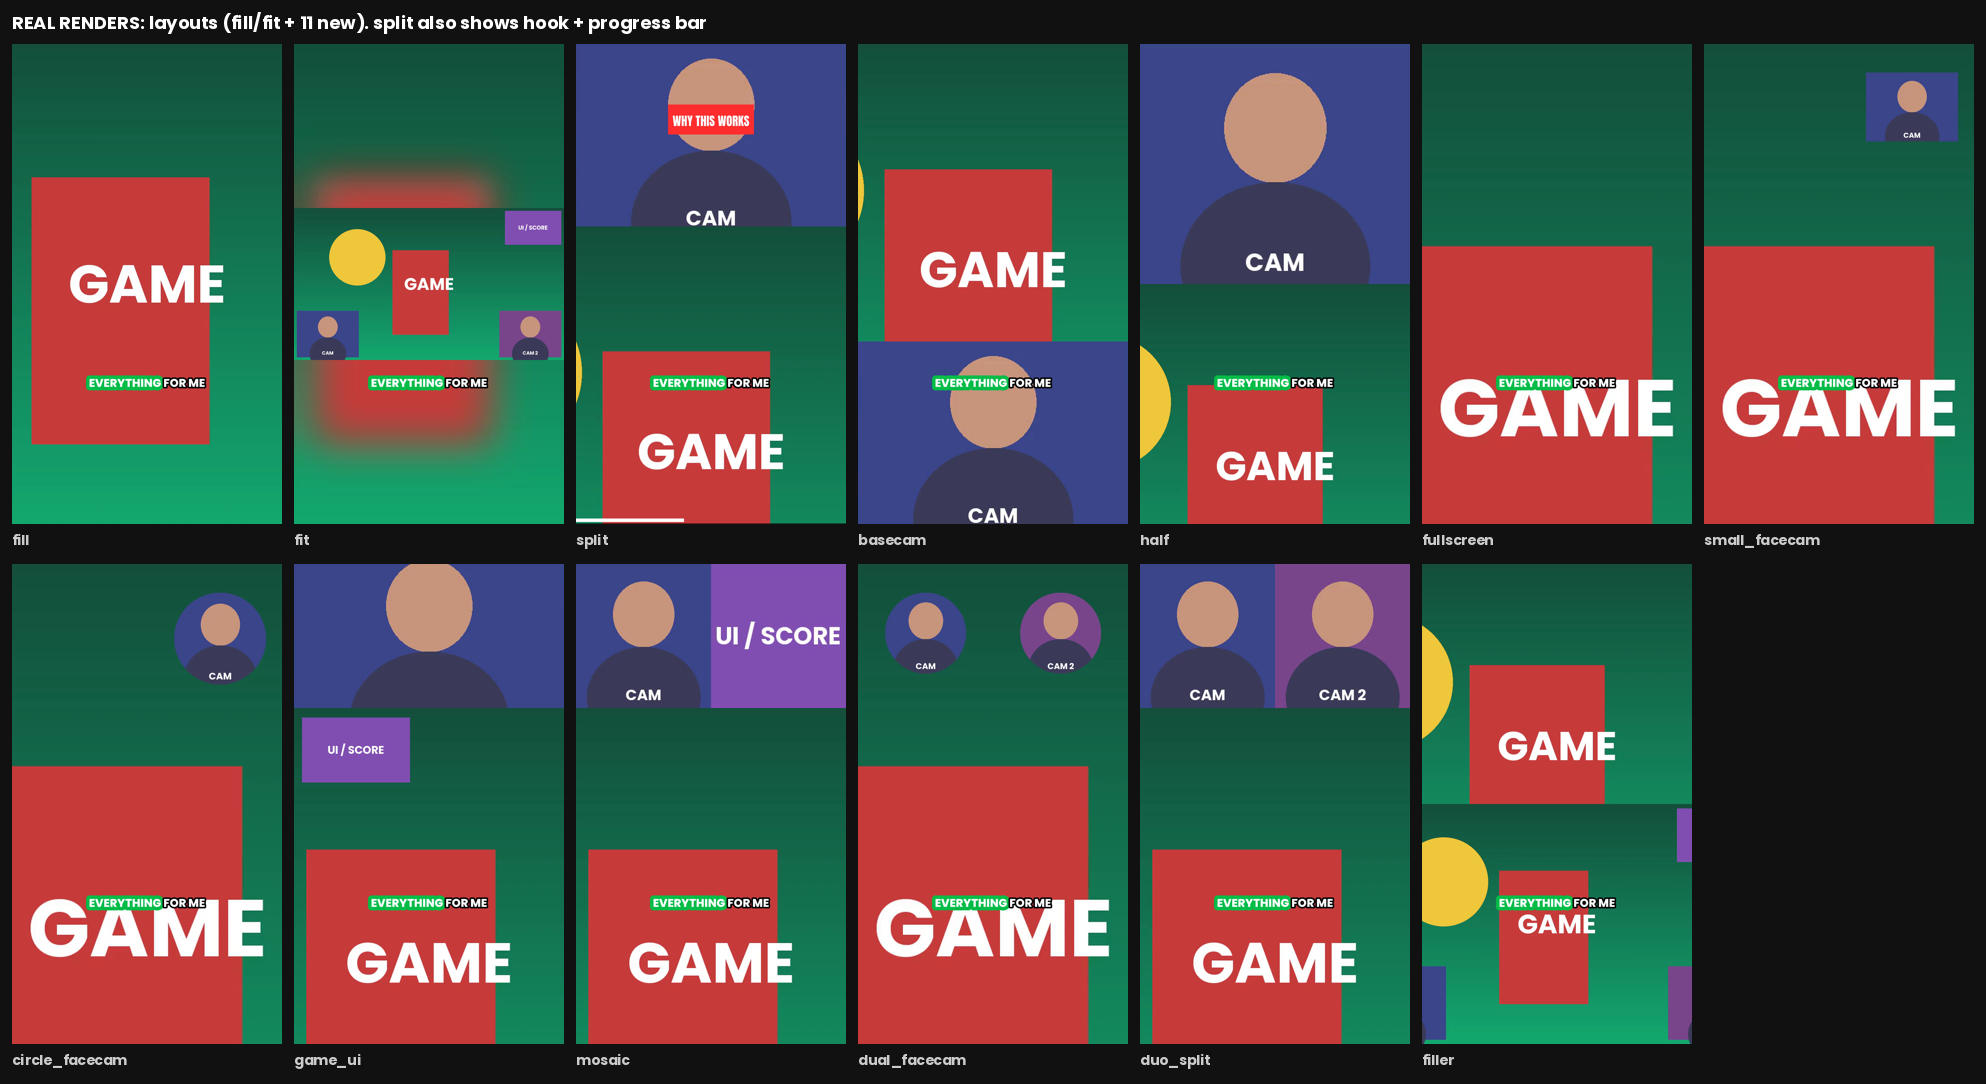 REAL RENDERS: layouts (fill/fit + 11 new). split also shows hook + progress bar
GAME
EVERYTHING FOR ME
fill
UI / SCORE
GAME
CAM
CAM 2
EVERYTHING FOR ME
fit
WHY THIS WORKS
CAM
EVERYTHING FOR ME
GAME
split
GAME
EVERYTHING FOR ME
CAM
basecam
CAM
EVERYTHING FOR ME
GAME
half
EVERYTHING FOR ME
GAME
fullscreen
CAM
EVERYTHING FOR ME
GAME
small_facecam
CAM
EVERYTHING FOR ME
GAME
circle_facecam
UI / SCORE
EVERYTHING FOR ME
GAME
game_ui
UI / SCORE
CAM
EVERYTHING FOR ME
GAME
mosaic
CAM
CAM 2
EVERYTHING FOR ME
GAME
dual_facecam
CAM
CAM 2
EVERYTHING FOR ME
GAME
duo_split
GAME
EVERYTHING FOR ME
GAME
filler